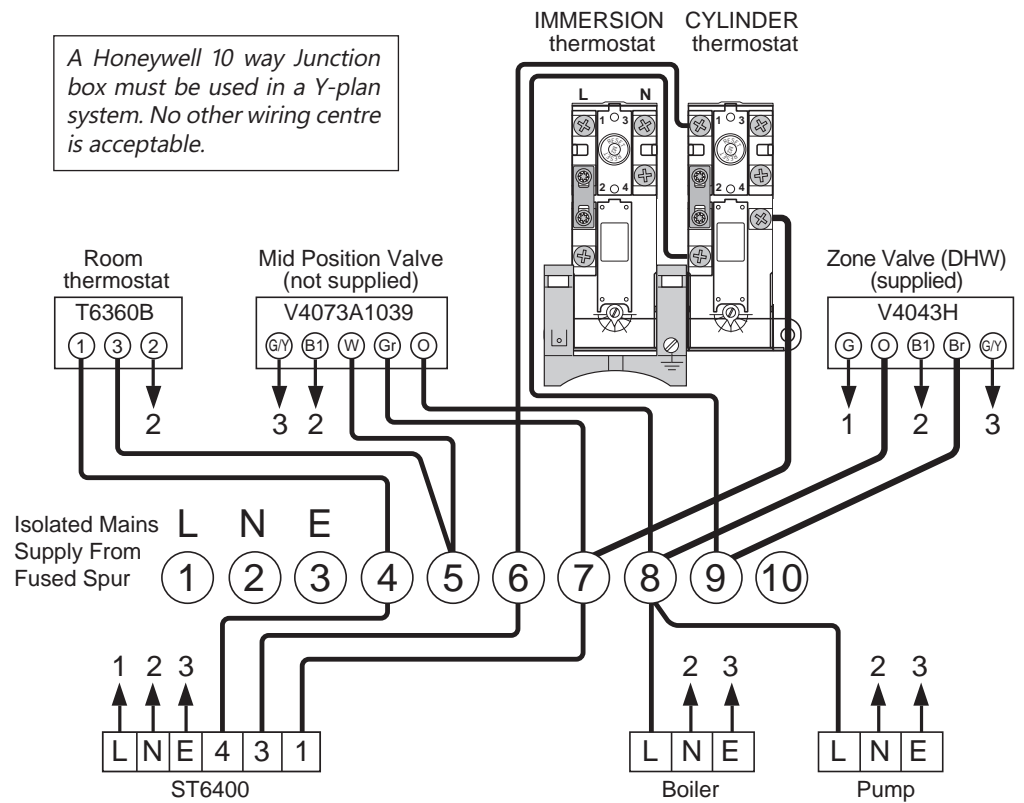 IMMERSION thermostat
CYLINDER thermostat
A Honeywell 10 way Junction
box must be used in a Y-plan
system. No other wiring centre
is acceptable.
L N
1 3
2 4
1 3
2 4
Room
thermostat
T6360B
1 3 2
2
Mid Position Valve
(not supplied)
V4073A1039
G/Y B1 W Gr O
3 2
Zone Valve (DHW)
(supplied)
V4043H
G O B1 Br G/Y
1 2 3
Isolated Mains
Supply From
Fused Spur
L N E
1 2 3 4 5 6 7 8 9 10
1 2 3
L N E 4 3 1
ST6400
2 3
L N E
Boiler
2 3
L N E
Pump